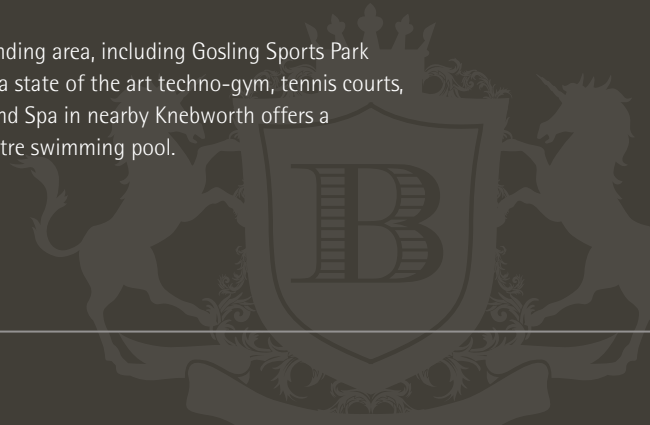 nding area, including Gosling Sports Park
a state of the art techno-gym, tennis courts,
nd Spa in nearby Knebworth offers a
tre swimming pool.
B